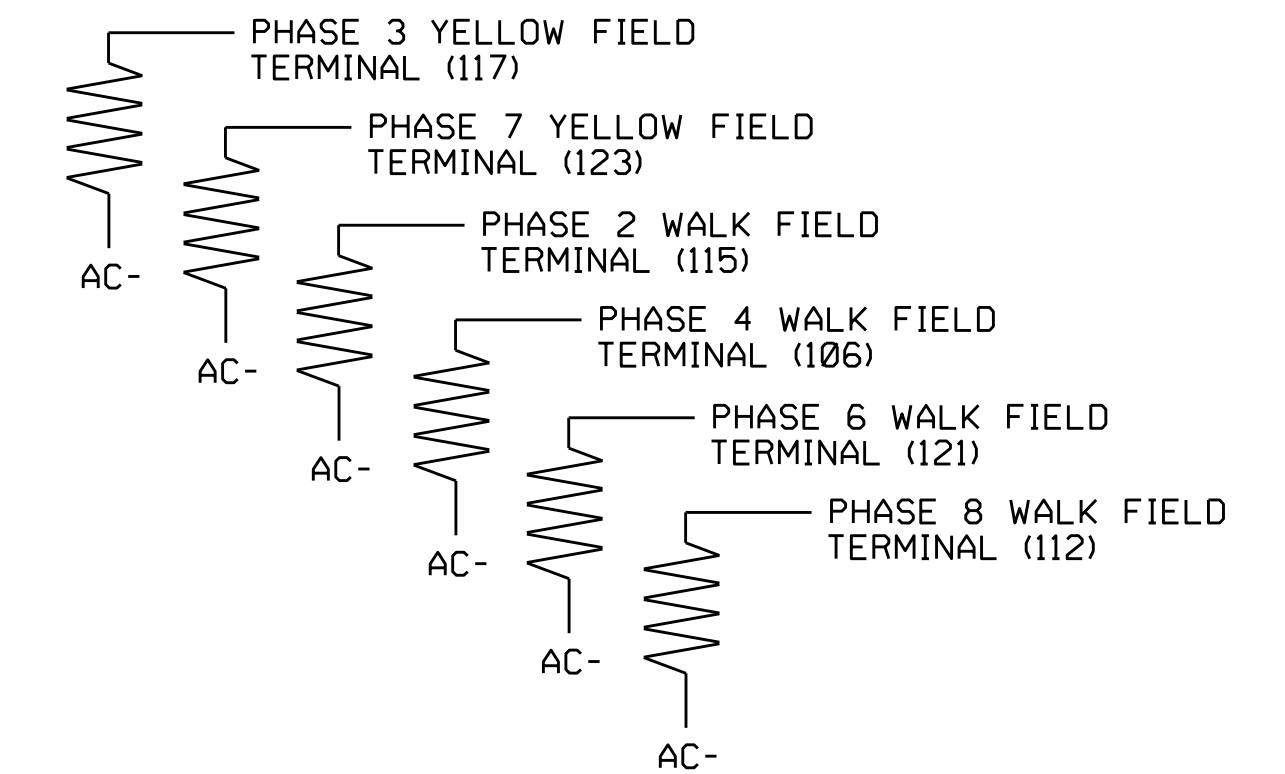 PHASE 3 YELLOW FIELD
TERMINAL (117)
PHASE 7 YELLOW FIELD
TERMINAL (123)
PHASE 2 WALK FIELD
TERMINAL (115)
AC-
PHASE 4 WALK FIELD
TERMINAL (106)
AC-
PHASE 6 WALK FIELD
TERMINAL (121)
AC-
PHASE 8 WALK FIELD
TERMINAL (112)
AC-
AC-
AC-